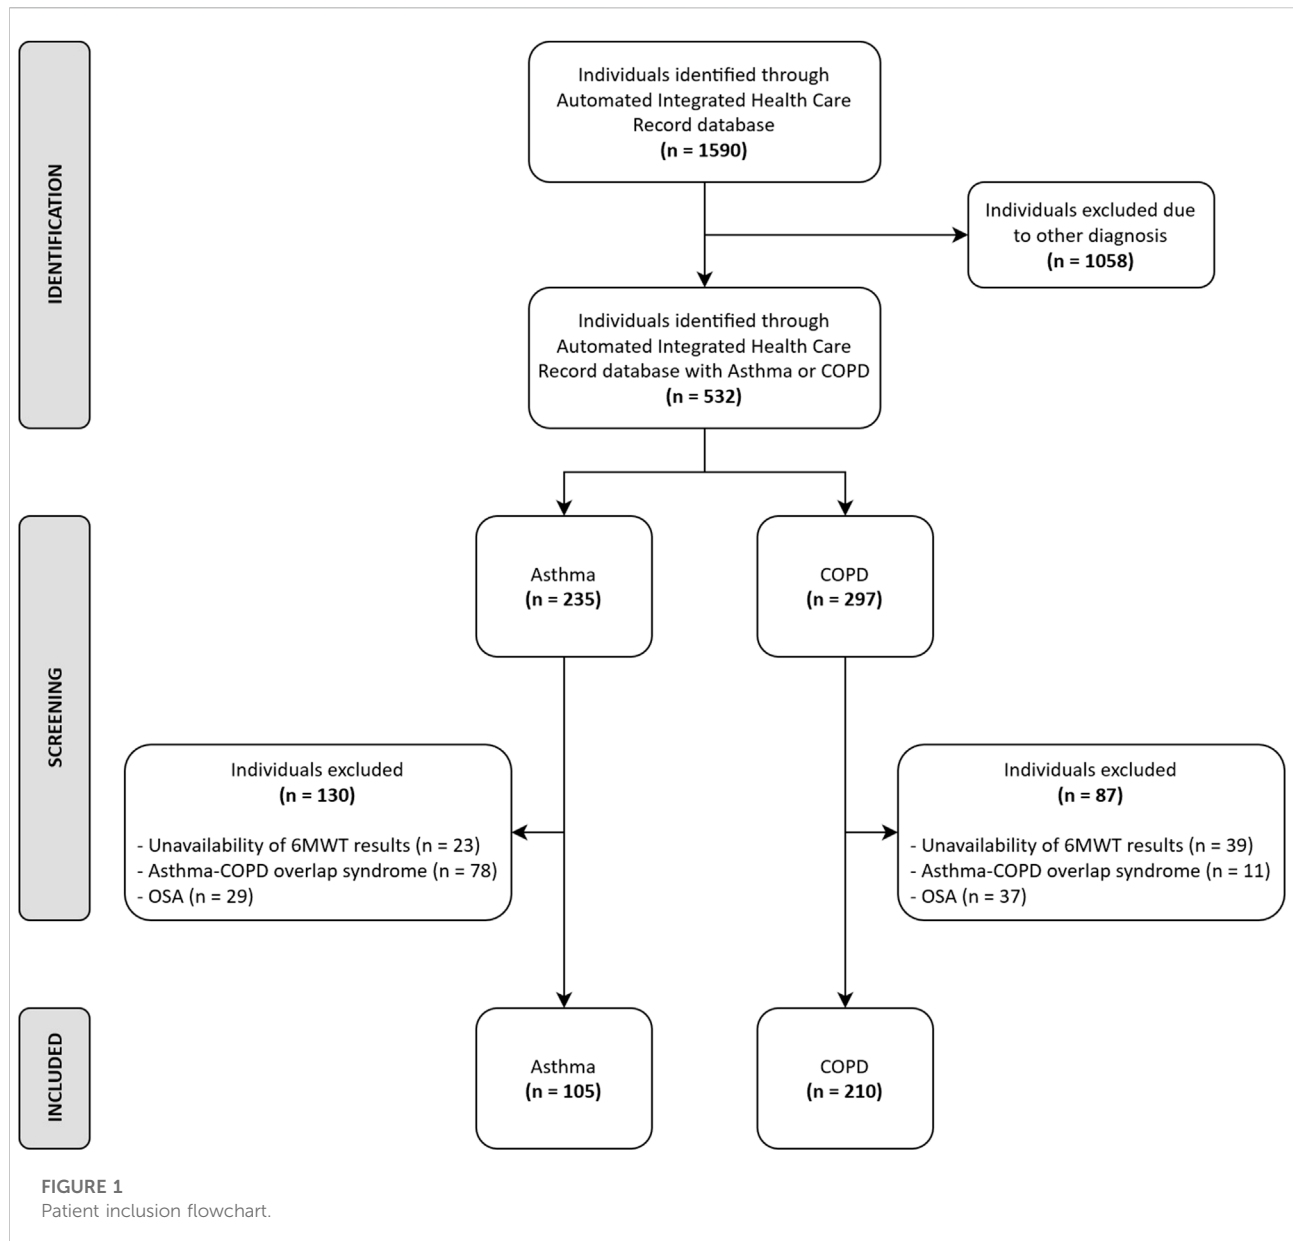 IDENTIFICATION
Individuals identified through
Automated Integrated Health Care
Record database
(n = 1590)
Individuals excluded due
to other diagnosis
(n = 1058)
Individuals identified through
Automated Integrated Health Care
Record database with Asthma or COPD
(n = 532)
SCREENING
Asthma
(n = 235)
COPD
(n = 297)
Individuals excluded
(n = 130)
- Unavailability of 6MWT results (n = 23)
- Asthma-COPD overlap syndrome (n = 78)
- OSA (n = 29)
Individuals excluded
(n = 87)
- Unavailability of 6MWT results (n = 39)
- Asthma-COPD overlap syndrome (n = 11)
- OSA (n = 37)
INCLUDED
Asthma
(n = 105)
COPD
(n = 210)
FIGURE 1
Patient inclusion flowchart.